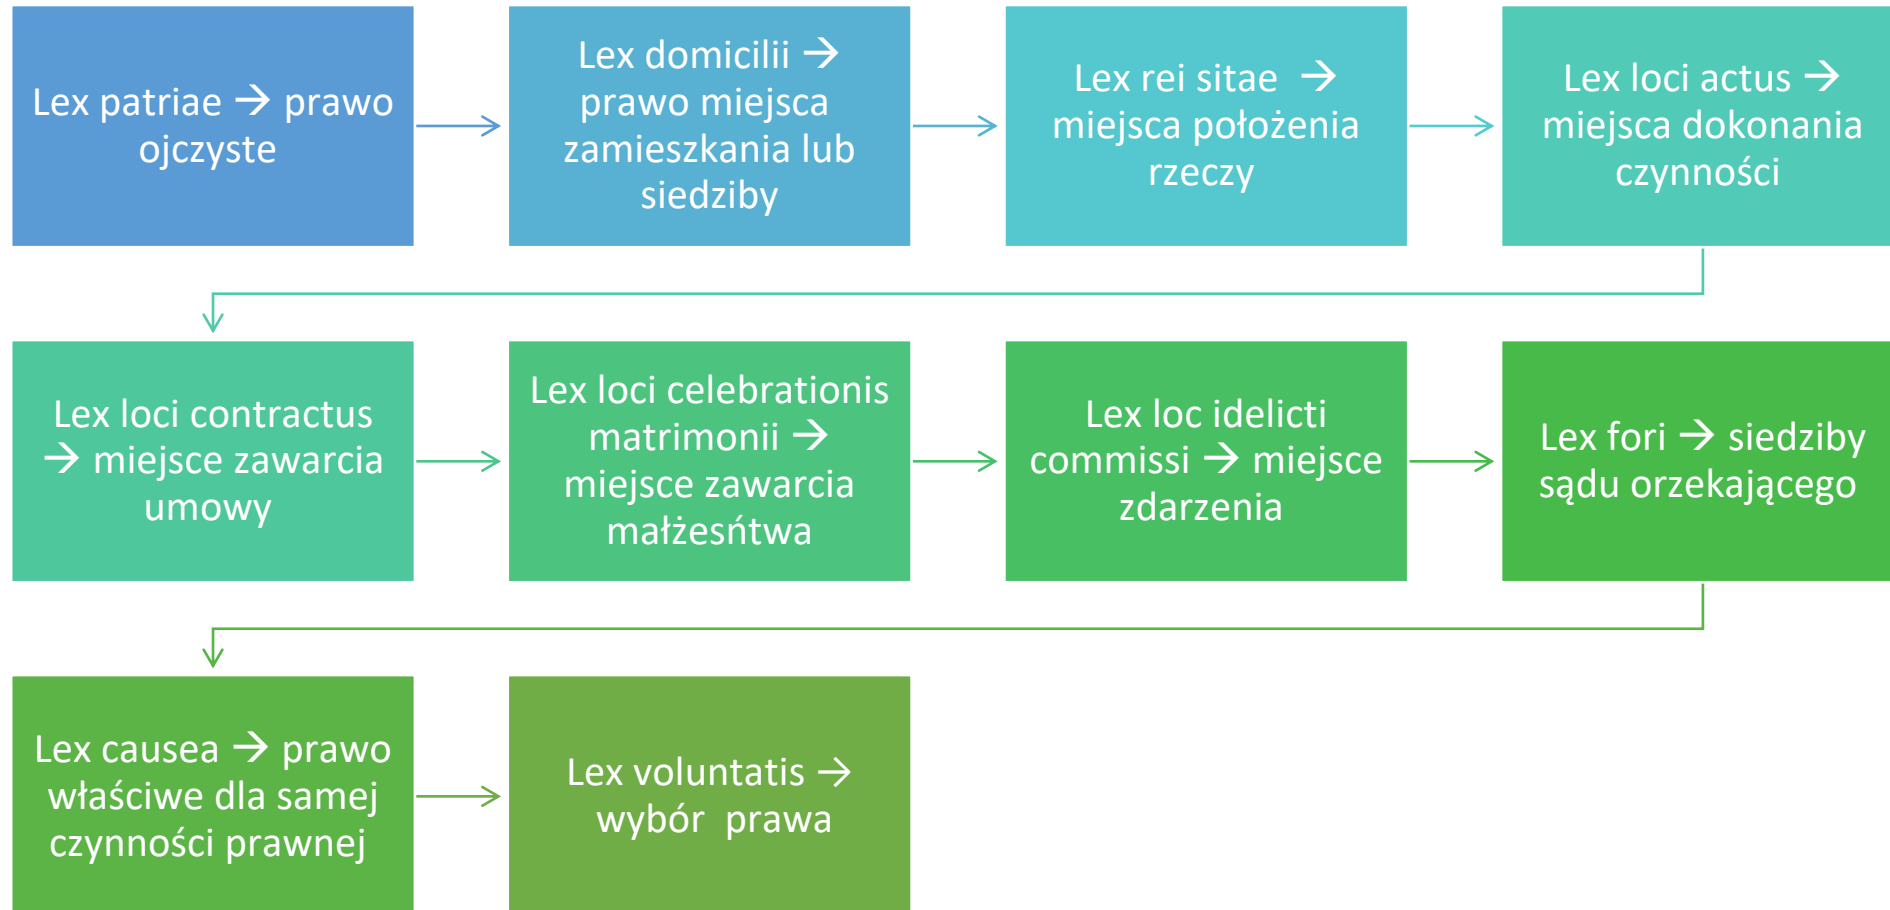 Lex patriae → prawo
ojczyste
Lex domicilii →
prawo miejsca
zamieszkania lub
siedziby
Lex rei sitae →
miejsca położenia
rzeczy
Lex loci actus →
miejsca dokonania
czynności
Lex loci contractus
→ miejsce zawarcia
umowy
Lex loci celebrationis
matrimonii →
miejsce zawarcia
małżesńtwa
Lex loc idelicti
commissi → miejsce
zdarzenia
Lex fori → siedziby
sądu orzekającego
Lex causea → prawo
właściwe dla samej
czynności prawnej
Lex voluntatis →
wybór prawa